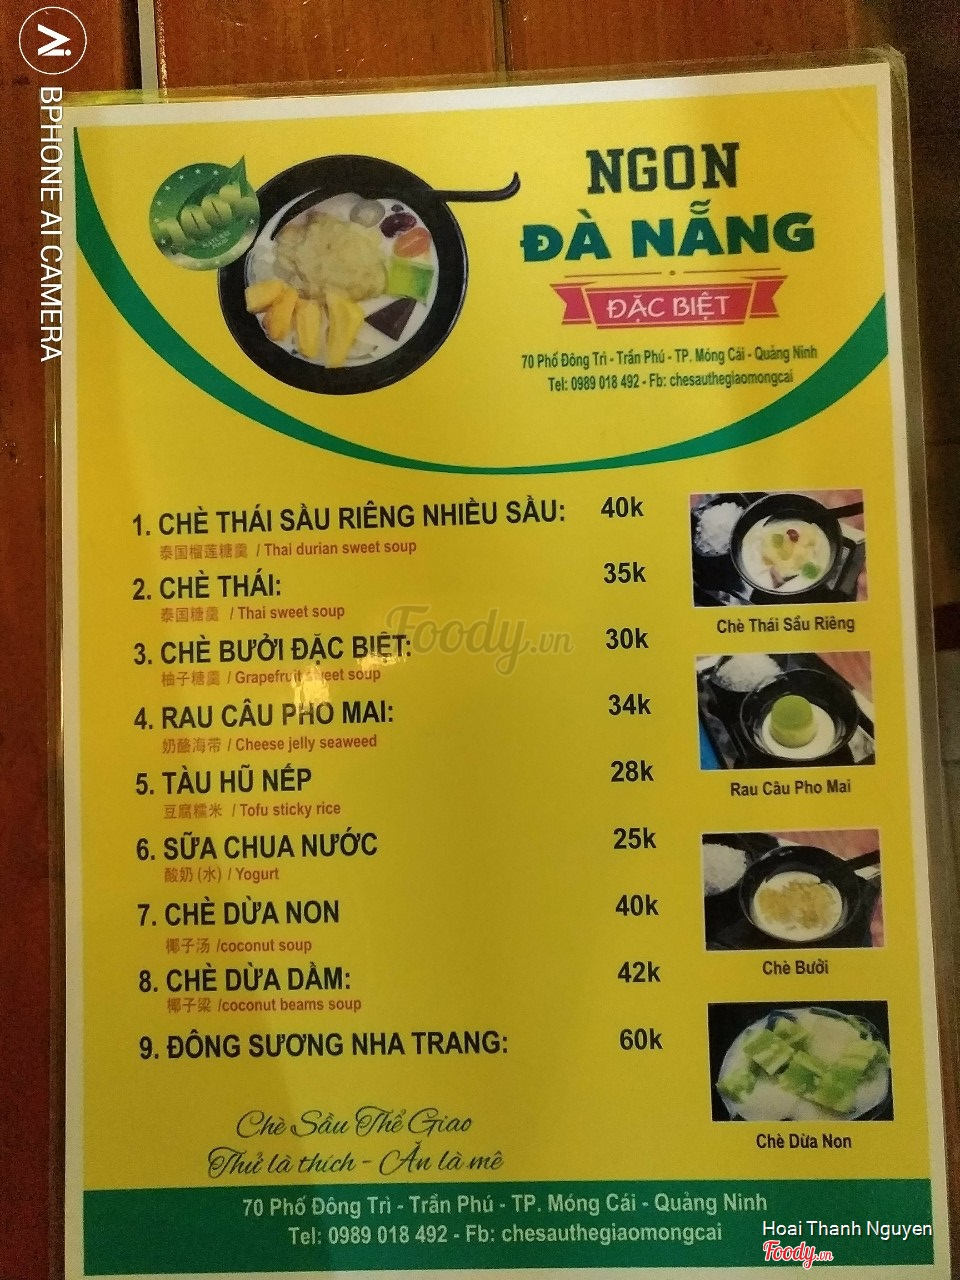 BPHONE AI CAMERA
100%
NGON
ĐÀ NẴNG
ĐẶC BIỆT
70 Phố Đông Trì - Trần Phú - TP. Móng Cái - Quảng Ninh
Tel: 0989 018 492 - Fb: chesauthegiaomongcai
1. CHÈ THÁI SẦU RIÊNG NHIỀU SẦU: 40k
泰国榴莲糖羹 / Thai durian sweet soup
2. CHÈ THÁI: 35k
泰国糖羹 / Thai sweet soup
3. CHÈ BƯỞI ĐẶC BIỆT: 30k
柚子糖羹 / Grapefruit sweet soup
4. RAU CÂU PHO MAI: 34k
奶酪海带 / Cheese jelly seaweed
5. TÀU HŨ NẾP 28k
豆腐糯米 / Tofu sticky rice
6. SỮA CHUA NƯỚC 25k
酸奶 (水) / Yogurt
7. CHÈ DỪA NON 40k
椰子汤 /coconut soup
8. CHÈ DỪA DẦM: 42k
椰子梁 /coconut beams soup
9. ĐÔNG SƯƠNG NHA TRANG: 60k
Chè Thái Sầu Riêng
Rau Câu Pho Mai
Chè Bưởi
Chè Dừa Non
Foody.vn
Chè Sầu Thể Giao
Thử là thích - Ăn là mê
70 Phố Đông Trì - Trần Phú - TP. Móng Cái - Quảng Ninh
Tel: 0989 018 492 - Fb: chesauthegiaomongcai
Hoai Thanh Nguyen
Foody.vn